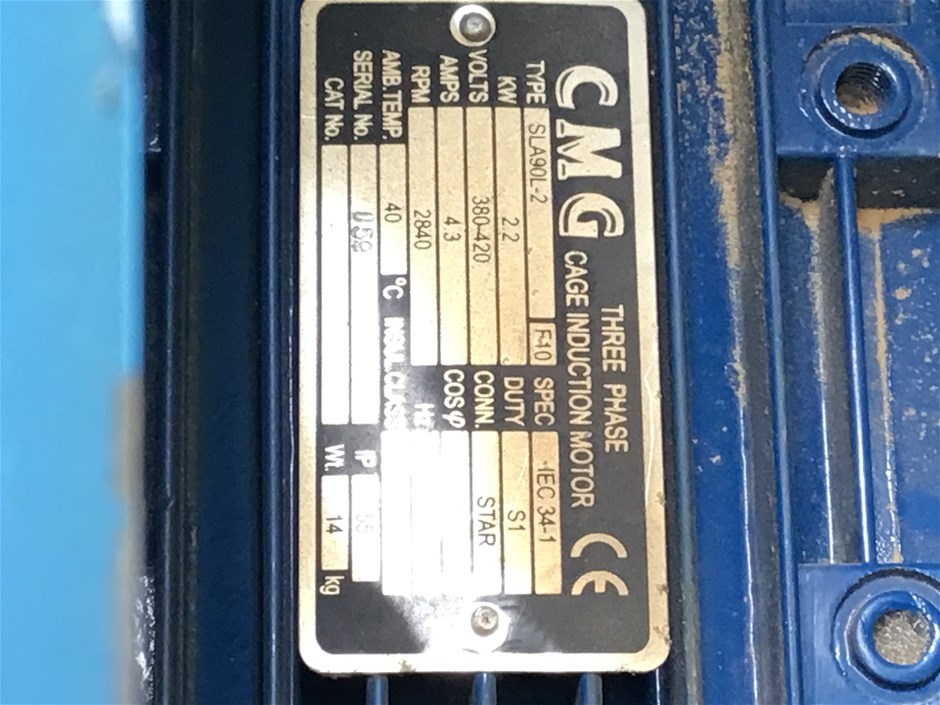 CMG THREE PHASE CAGE INDUCTION MOTOR CE
TYPE SLA90L-2 F-10 SPEC IEC 34-1
KW 2.2 DUTY S1
VOLTS 380-420 CONN. STAR
AMPS 4.3 COS φ
RPM 2840
AMB.TEMP. 40 °C INSUL CLASS
SERIAL No. IP
CAT No. Wt. 14 kg